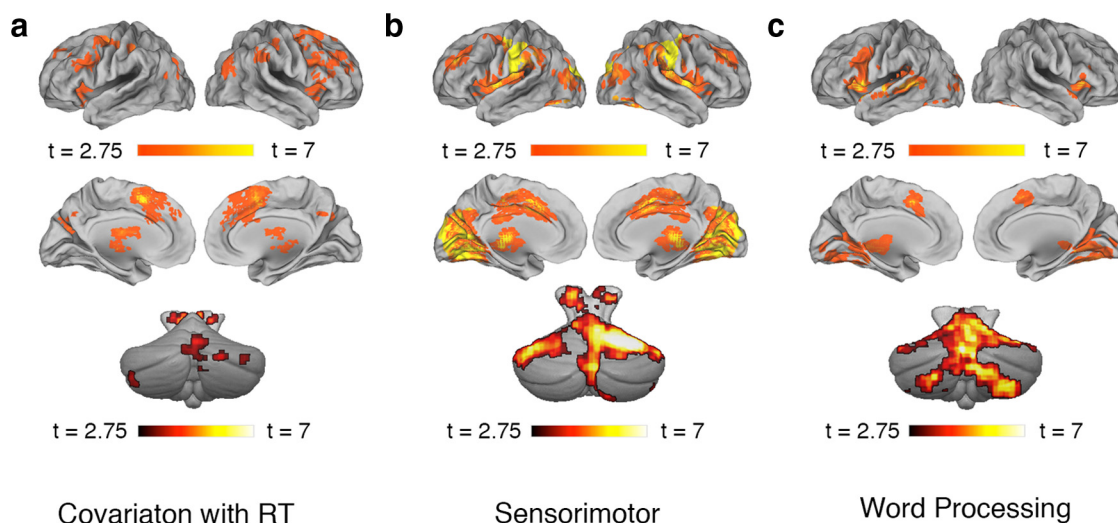 a b c
t = 2.75 t = 7 t = 2.75 t = 7 t = 2.75 t = 7
t = 2.75 t = 7 t = 2.75 t = 7 t = 2.75 t = 7
Covariaton with RT Sensorimotor Word Processing